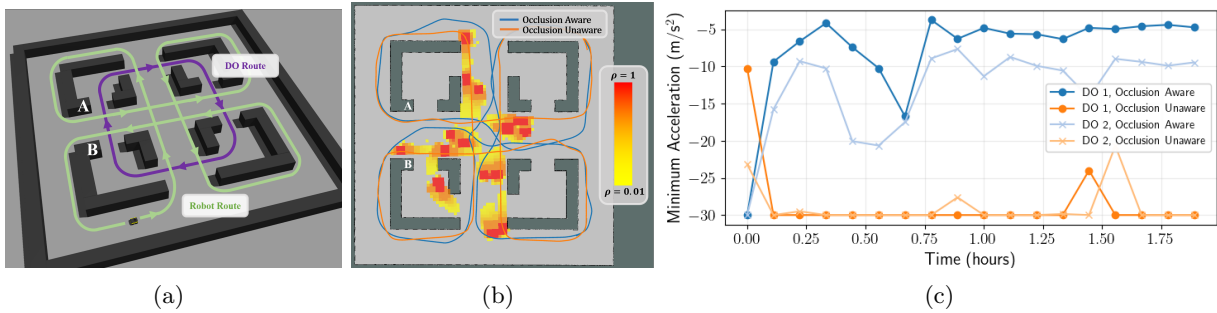 DO Route
A
B
Robot Route
(a)
Occlusion Aware
Occlusion Unaware
ρ = 1
A
B
ρ = 0.01
(b)
Minimum Acceleration (m/s²)
−5
−10
−15
−20
−25
−30
DO 1, Occlusion Aware
DO 1, Occlusion Unaware
DO 2, Occlusion Aware
DO 2, Occlusion Unaware
0.00 0.25 0.50 0.75 1.00 1.25 1.50 1.75
Time (hours)
(c)